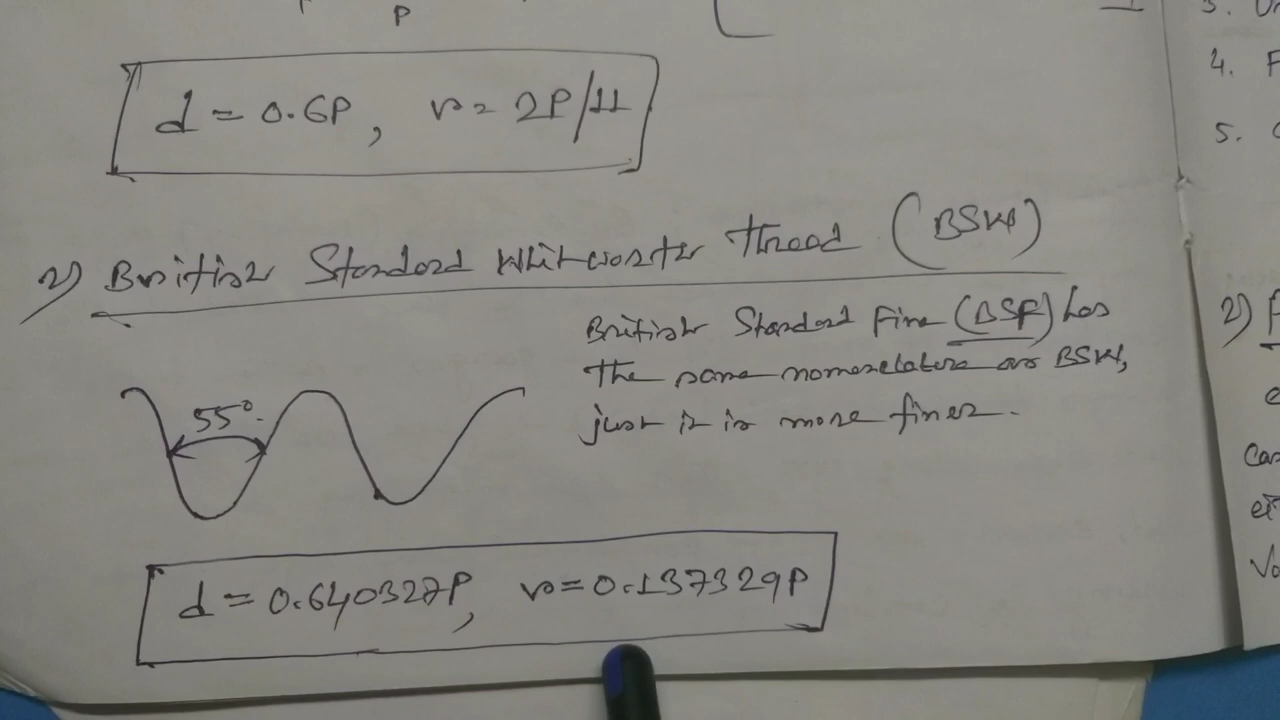 P
d = 0.6P, r = 2P/11
2) British Standard Whitworth Thread (BSW)
British Standard Fine (BSF) has
the same nomenclature as BSW,
just it is more finer.
55°
d = 0.640327P, r = 0.137329P
3.
4. F
5.
2)